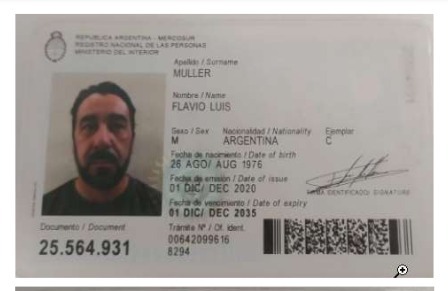 REPUBLICA ARGENTINA - MERCOSUR
REGISTRO NACIONAL DE LAS PERSONAS
MINISTERIO DEL INTERIOR
Apellido / Surname
MULLER
Nombre / Name
FLAVIO LUIS
Sexo / Sex Nacionalidad / Nationality Ejemplar
M ARGENTINA C
Fecha de nacimiento / Date of birth
26 AGO/ AUG 1976
Fecha de emisión / Date of issue
01 DIC/ DEC 2020
FIRMA IDENTIFICADO/ SIGNATURE
Fecha de vencimiento / Date of expiry
01 DIC/ DEC 2035
Documento / Document Trámite Nº / Of. ident.
25.564.931 00642099616
8294